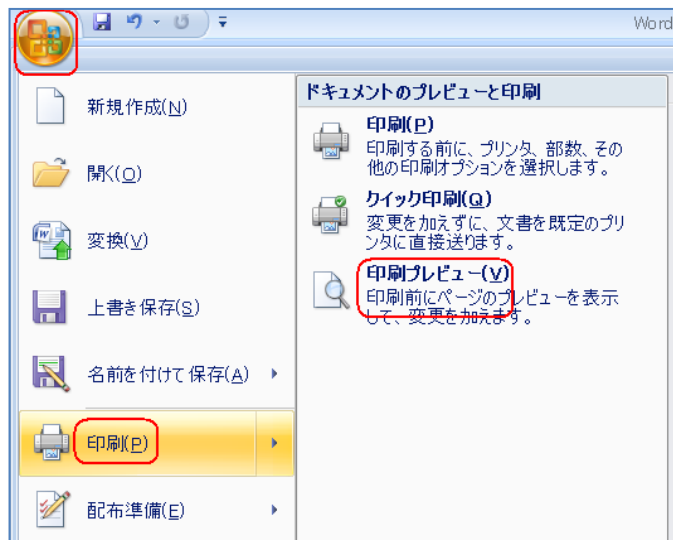 Word
新規作成(N)
開く(O)
変換(V)
上書き保存(S)
名前を付けて保存(A)
印刷(P)
配布準備(E)
ドキュメントのプレビューと印刷
印刷(P)
印刷する前に、プリンタ、部数、その
他の印刷オプションを選択します。
クイック印刷(Q)
変更を加えずに、文書を既定のプリ
ンタに直接送ります。
印刷プレビュー(V)
印刷前にページのプレビューを表示
して、変更を加えます。